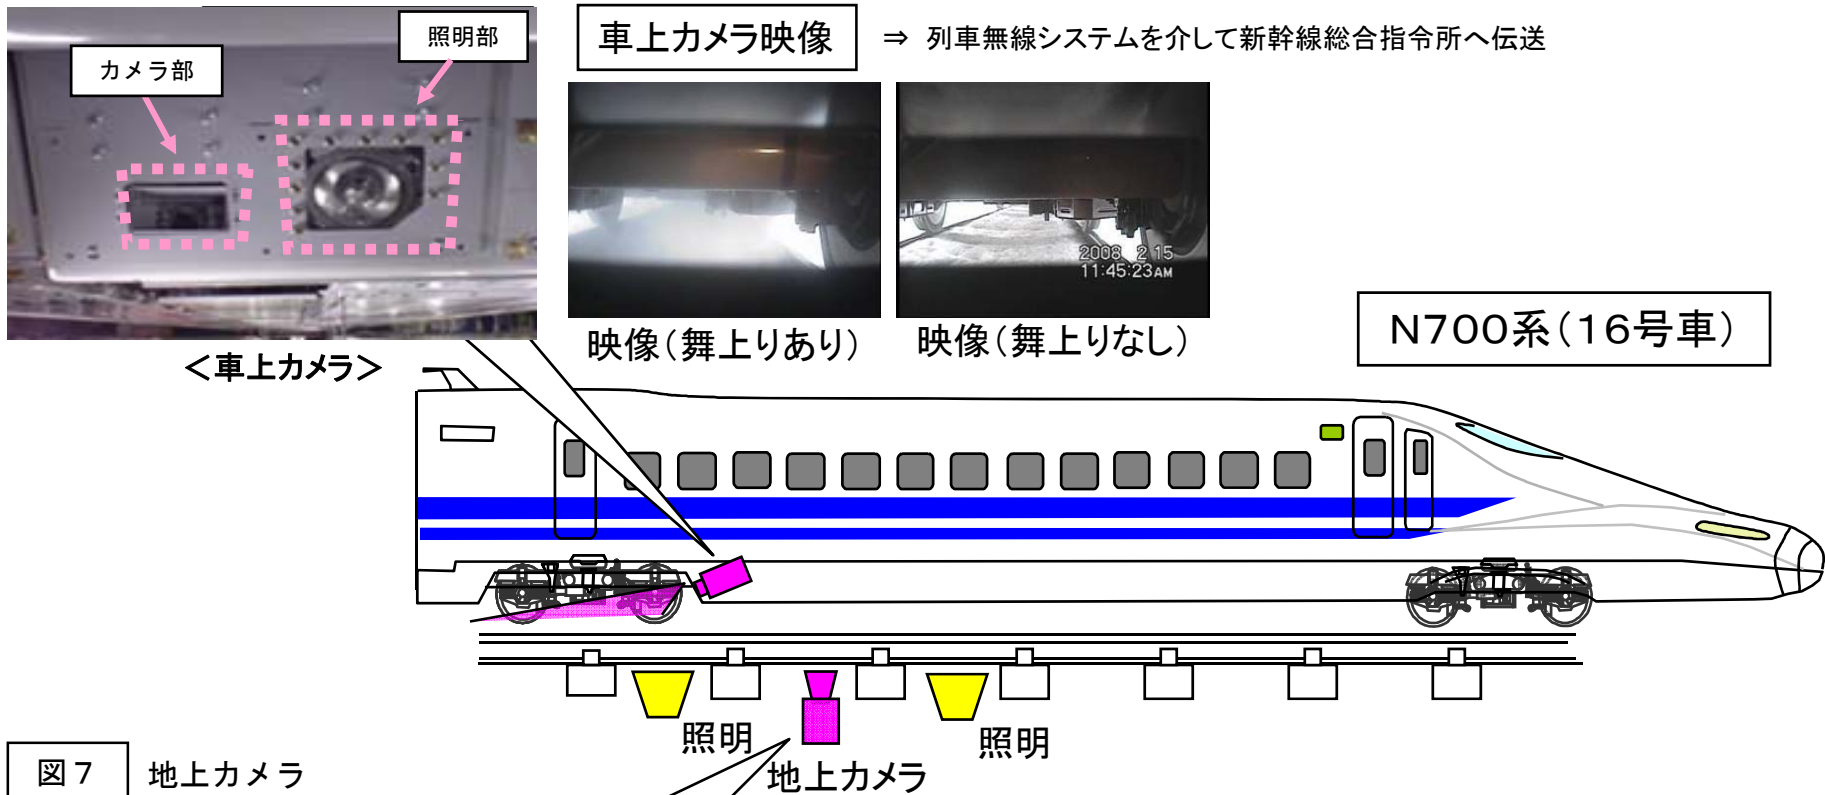 照明部
カメラ部
車上カメラ映像
⇒ 列車無線システムを介して新幹線総合指令所へ伝送
2008 2 15
11:45:23AM
映像(舞上りあり)
映像(舞上りなし)
<車上カメラ>
N700系(16号車)
照明
照明
地上カメラ
図7
地上カメラ